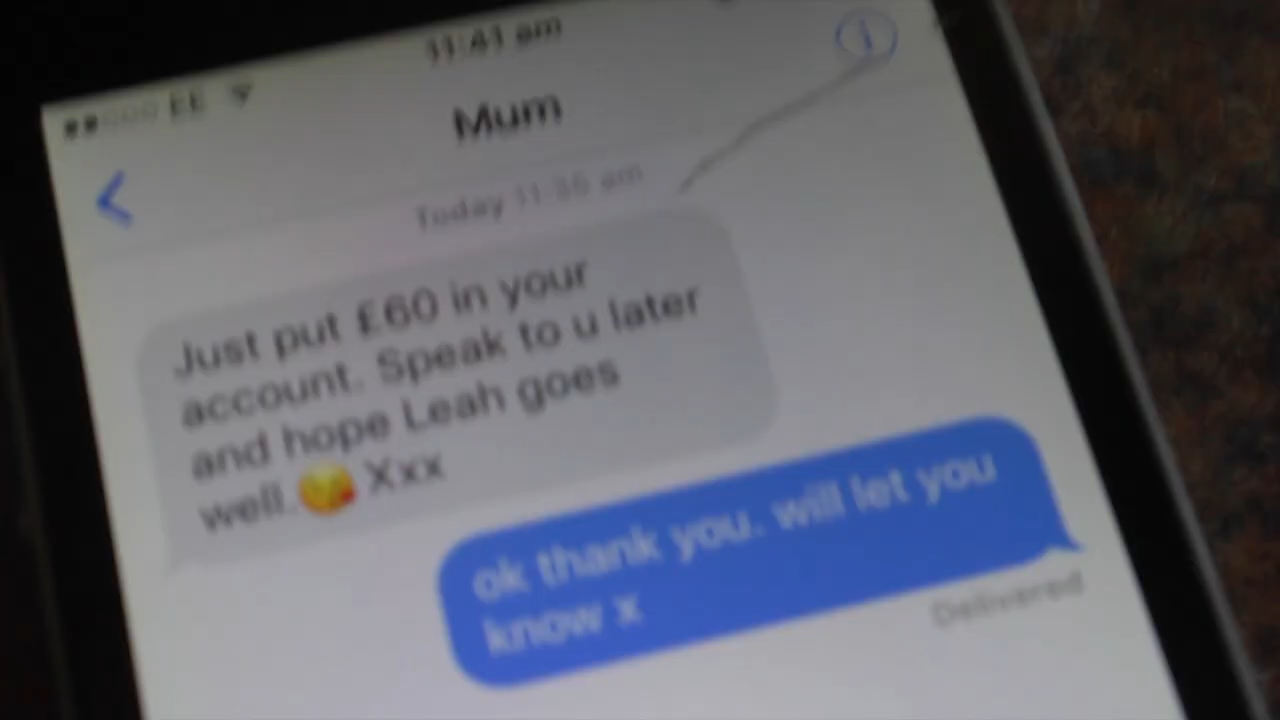 11:41 am
EE
Mum
Today 11:35 am
Just put £60 in your
account. Speak to u later
and hope Leah goes
well.😘 Xxx
ok thank you. will let you
know x
Delivered